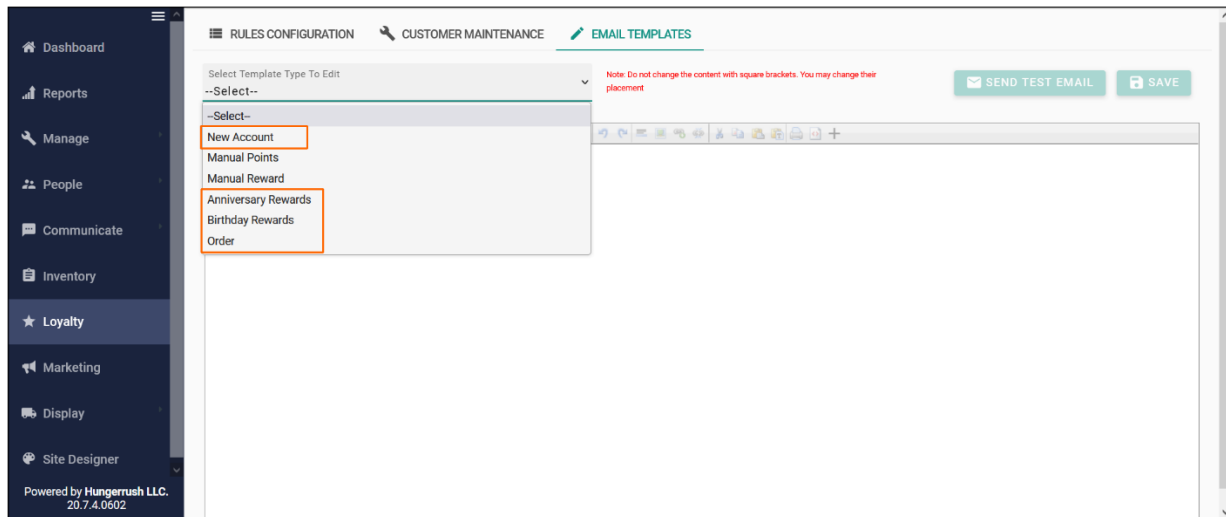 Dashboard
Reports
Manage
People
Communicate
Inventory
Loyalty
Marketing
Display
Site Designer
Powered by Hungerrush LLC.
20.7.4.0602
RULES CONFIGURATION
CUSTOMER MAINTENANCE
EMAIL TEMPLATES
Select Template Type To Edit
--Select--
Note: Do not change the content with square brackets. You may change their
placement
SEND TEST EMAIL
SAVE
--Select--
New Account
Manual Points
Manual Reward
Anniversary Rewards
Birthday Rewards
Order